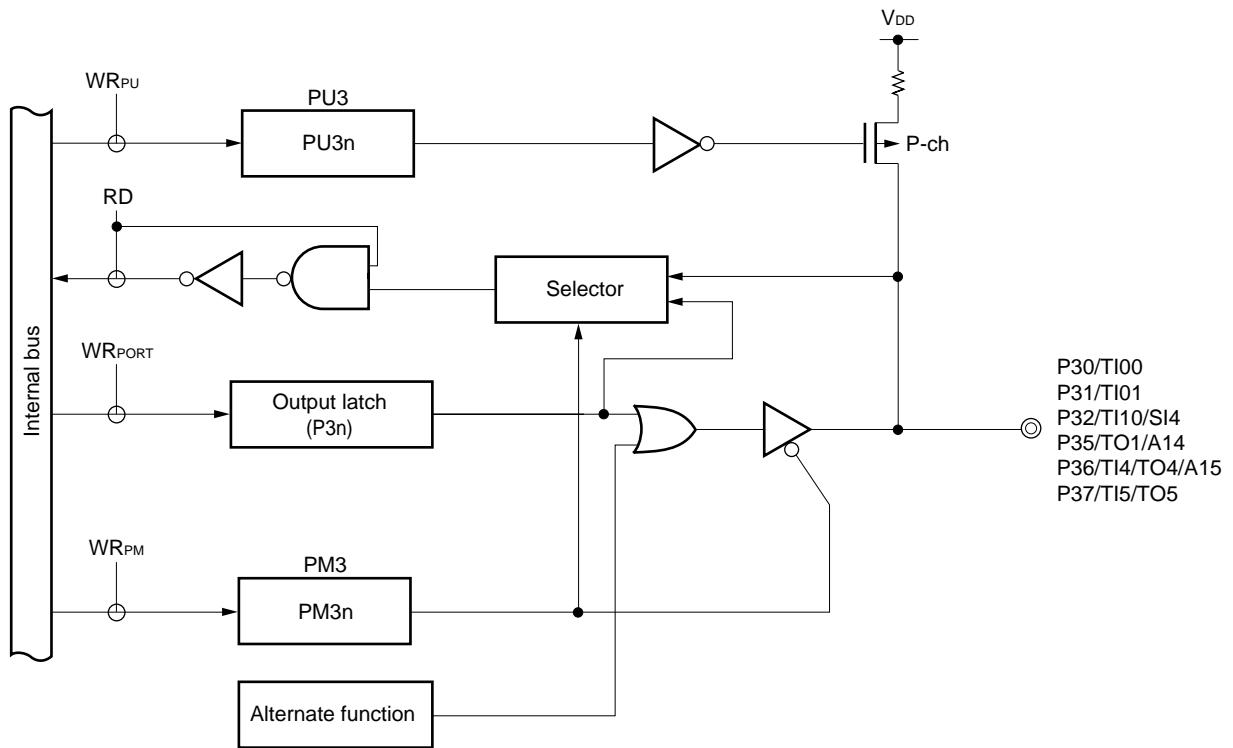 VDD
WRPU
PU3
PU3n
P-ch
RD
Selector
Internal bus
WRPORT
Output latch
(P3n)
P30/TI00
P31/TI01
P32/TI10/SI4
P35/TO1/A14
P36/TI4/TO4/A15
P37/TI5/TO5
WRPM
PM3
PM3n
Alternate function